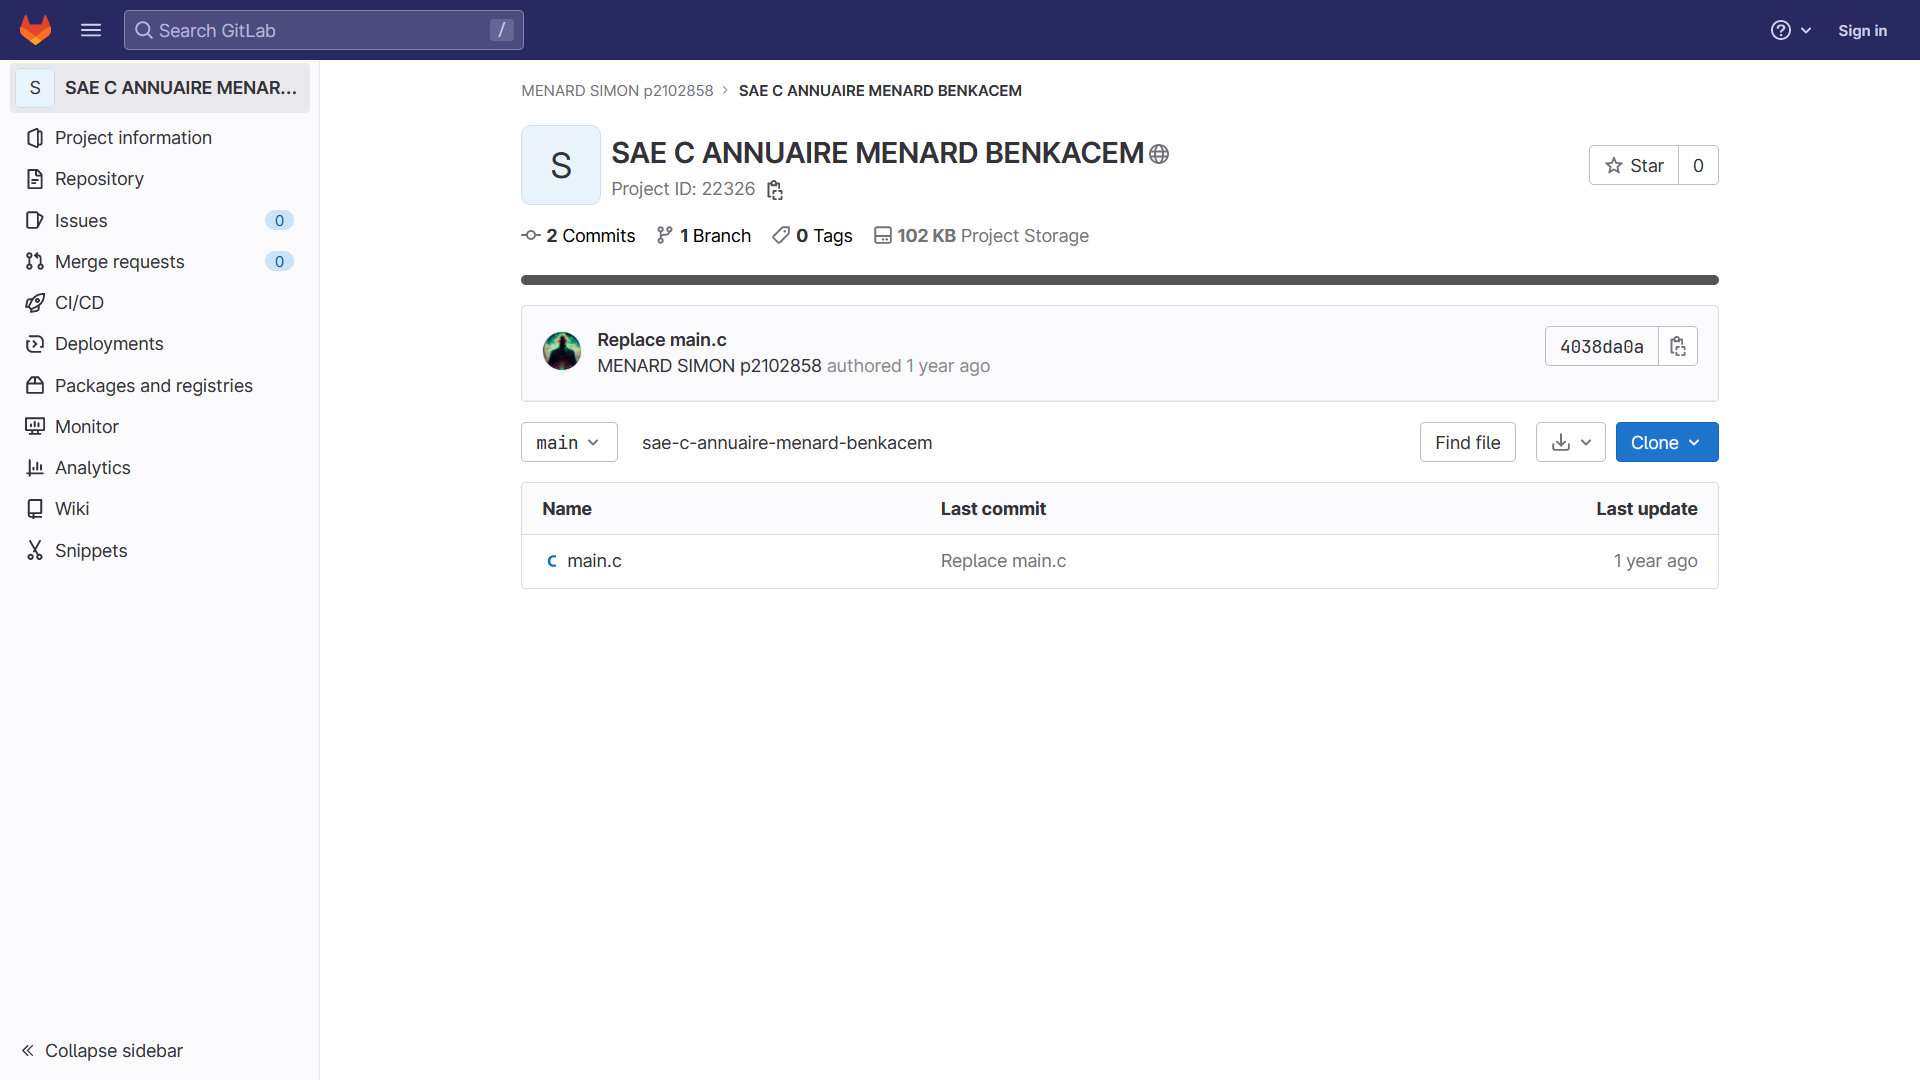 Search GitLab
/
Sign in
S
SAE C ANNUAIRE MENAR...
Project information
Repository
Issues
0
Merge requests
0
CI/CD
Deployments
Packages and registries
Monitor
Analytics
Wiki
Snippets
Collapse sidebar
MENARD SIMON p2102858 › SAE C ANNUAIRE MENARD BENKACEM
S
SAE C ANNUAIRE MENARD BENKACEM
Project ID: 22326
Star
0
2 Commits
1 Branch
0 Tags
102 KB Project Storage
Replace main.c
MENARD SIMON p2102858 authored 1 year ago
4038da0a
main
sae-c-annuaire-menard-benkacem
Find file
Clone
Name
Last commit
Last update
C main.c
Replace main.c
1 year ago